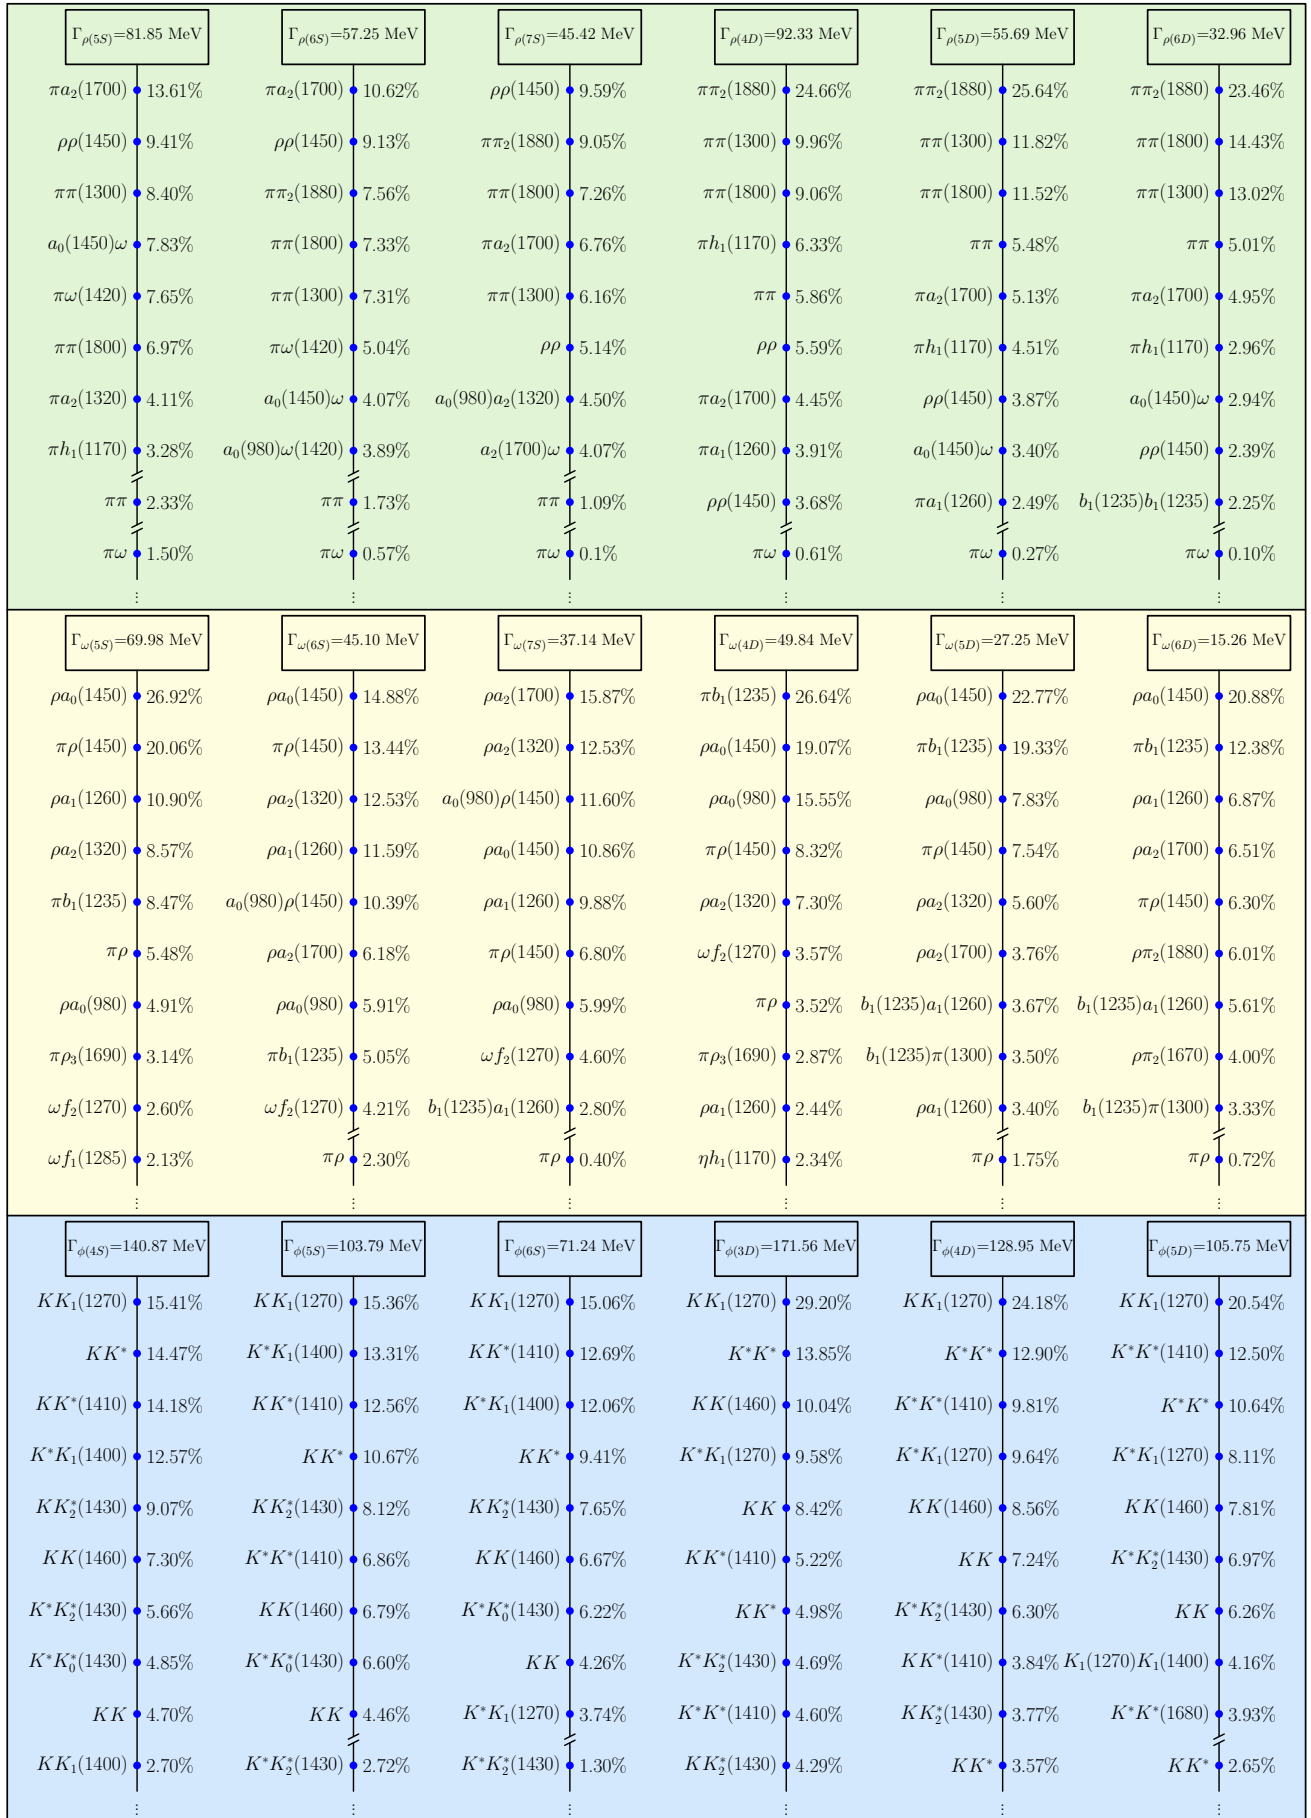 Γρ(5S)=81.85 MeV Γρ(6S)=57.25 MeV Γρ(7S)=45.42 MeV Γρ(4D)=92.33 MeV Γρ(5D)=55.69 MeV Γρ(6D)=32.96 MeV
πa₂(1700) 13.61% πa₂(1700) 10.62% ρρ(1450) 9.59% ππ₂(1880) 24.66% ππ₂(1880) 25.64% ππ₂(1880) 23.46%
ρρ(1450) 9.41% ρρ(1450) 9.13% ππ₂(1880) 9.05% ππ(1300) 9.96% ππ(1300) 11.82% ππ(1800) 14.43%
ππ(1300) 8.40% ππ₂(1880) 7.56% ππ(1800) 7.26% ππ(1800) 9.06% ππ(1800) 11.52% ππ(1300) 13.02%
a₀(1450)ω 7.83% ππ(1800) 7.33% πa₂(1700) 6.76% πh₁(1170) 6.33% ππ 5.48% ππ 5.01%
πω(1420) 7.65% ππ(1300) 7.31% ππ(1300) 6.16% ππ 5.86% πa₂(1700) 5.13% πa₂(1700) 4.95%
ππ(1800) 6.97% πω(1420) 5.04% ρρ 5.14% ρρ 5.59% πh₁(1170) 4.51% πh₁(1170) 2.96%
πa₂(1320) 4.11% a₀(1450)ω 4.07% a₀(980)a₂(1320) 4.50% πa₂(1700) 4.45% ρρ(1450) 3.87% a₀(1450)ω 2.94%
πh₁(1170) 3.28% a₀(980)ω(1420) 3.89% a₂(1700)ω 4.07% πa₁(1260) 3.91% a₀(1450)ω 3.40% ρρ(1450) 2.39%
ππ 2.33% ππ 1.73% ππ 1.09% ρρ(1450) 3.68% πa₁(1260) 2.49% b₁(1235)b₁(1235) 2.25%
πω 1.50% πω 0.57% πω 0.1% πω 0.61% πω 0.27% πω 0.10%
⋮ ⋮ ⋮ ⋮ ⋮ ⋮
Γω(5S)=69.98 MeV Γω(6S)=45.10 MeV Γω(7S)=37.14 MeV Γω(4D)=49.84 MeV Γω(5D)=27.25 MeV Γω(6D)=15.26 MeV
ρa₀(1450) 26.92% ρa₀(1450) 14.88% ρa₂(1700) 15.87% πb₁(1235) 26.64% ρa₀(1450) 22.77% ρa₀(1450) 20.88%
πρ(1450) 20.06% πρ(1450) 13.44% ρa₂(1320) 12.53% ρa₀(1450) 19.07% πb₁(1235) 19.33% πb₁(1235) 12.38%
ρa₁(1260) 10.90% ρa₂(1320) 12.53% a₀(980)ρ(1450) 11.60% ρa₀(980) 15.55% ρa₀(980) 7.83% ρa₁(1260) 6.87%
ρa₂(1320) 8.57% ρa₁(1260) 11.59% ρa₀(1450) 10.86% πρ(1450) 8.32% πρ(1450) 7.54% ρa₂(1700) 6.51%
πb₁(1235) 8.47% a₀(980)ρ(1450) 10.39% ρa₁(1260) 9.88% ρa₂(1320) 7.30% ρa₂(1320) 5.60% πρ(1450) 6.30%
πρ 5.48% ρa₂(1700) 6.18% πρ(1450) 6.80% ωf₂(1270) 3.57% ρa₂(1700) 3.76% ρπ₂(1880) 6.01%
ρa₀(980) 4.91% ρa₀(980) 5.91% ρa₀(980) 5.99% πρ 3.52% b₁(1235)a₁(1260) 3.67% b₁(1235)a₁(1260) 5.61%
πρ₃(1690) 3.14% πb₁(1235) 5.05% ωf₂(1270) 4.60% πρ₃(1690) 2.87% b₁(1235)π(1300) 3.50% ρπ₂(1670) 4.00%
ωf₂(1270) 2.60% ωf₂(1270) 4.21% b₁(1235)a₁(1260) 2.80% ρa₁(1260) 2.44% ρa₁(1260) 3.40% b₁(1235)π(1300) 3.33%
ωf₁(1285) 2.13% πρ 2.30% πρ 0.40% ηh₁(1170) 2.34% πρ 1.75% πρ 0.72%
⋮ ⋮ ⋮ ⋮ ⋮ ⋮
Γφ(4S)=140.87 MeV Γφ(5S)=103.79 MeV Γφ(6S)=71.24 MeV Γφ(3D)=171.56 MeV Γφ(4D)=128.95 MeV Γφ(5D)=105.75 MeV
KK₁(1270) 15.41% KK₁(1270) 15.36% KK₁(1270) 15.06% KK₁(1270) 29.20% KK₁(1270) 24.18% KK₁(1270) 20.54%
KK* 14.47% K*K₁(1400) 13.31% KK*(1410) 12.69% K*K* 13.85% K*K* 12.90% K*K*(1410) 12.50%
KK*(1410) 14.18% KK*(1410) 12.56% K*K₁(1400) 12.06% KK(1460) 10.04% K*K*(1410) 9.81% K*K* 10.64%
K*K₁(1400) 12.57% KK* 10.67% KK* 9.41% K*K₁(1270) 9.58% K*K₁(1270) 9.64% K*K₁(1270) 8.11%
KK₂*(1430) 9.07% KK₂*(1430) 8.12% KK₂*(1430) 7.65% KK 8.42% KK(1460) 8.56% KK(1460) 7.81%
KK(1460) 7.30% K*K*(1410) 6.86% KK(1460) 6.67% KK*(1410) 5.22% KK 7.24% K*K₂*(1430) 6.97%
K*K₂*(1430) 5.66% KK(1460) 6.79% K*K₀*(1430) 6.22% KK* 4.98% K*K₂*(1430) 6.30% KK 6.26%
K*K₀*(1430) 4.85% K*K₀*(1430) 6.60% KK 4.26% K*K₂*(1430) 4.69% KK*(1410) 3.84% K₁(1270)K₁(1400) 4.16%
KK 4.70% KK 4.46% K*K₁(1270) 3.74% K*K*(1410) 4.60% KK₂*(1430) 3.77% K*K*(1680) 3.93%
KK₁(1400) 2.70% K*K₂*(1430) 2.72% K*K₂*(1430) 1.30% KK₂*(1430) 4.29% KK* 3.57% KK* 2.65%
⋮ ⋮ ⋮ ⋮ ⋮ ⋮